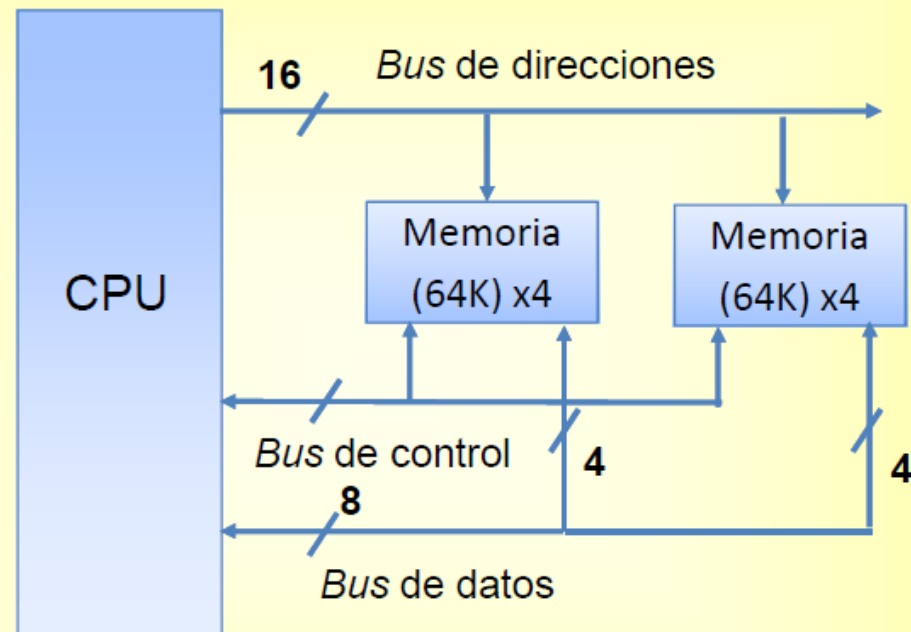 16
Bus de direcciones
CPU
Memoria
(64K) x4
Memoria
(64K) x4
Bus de control
4
4
8
Bus de datos